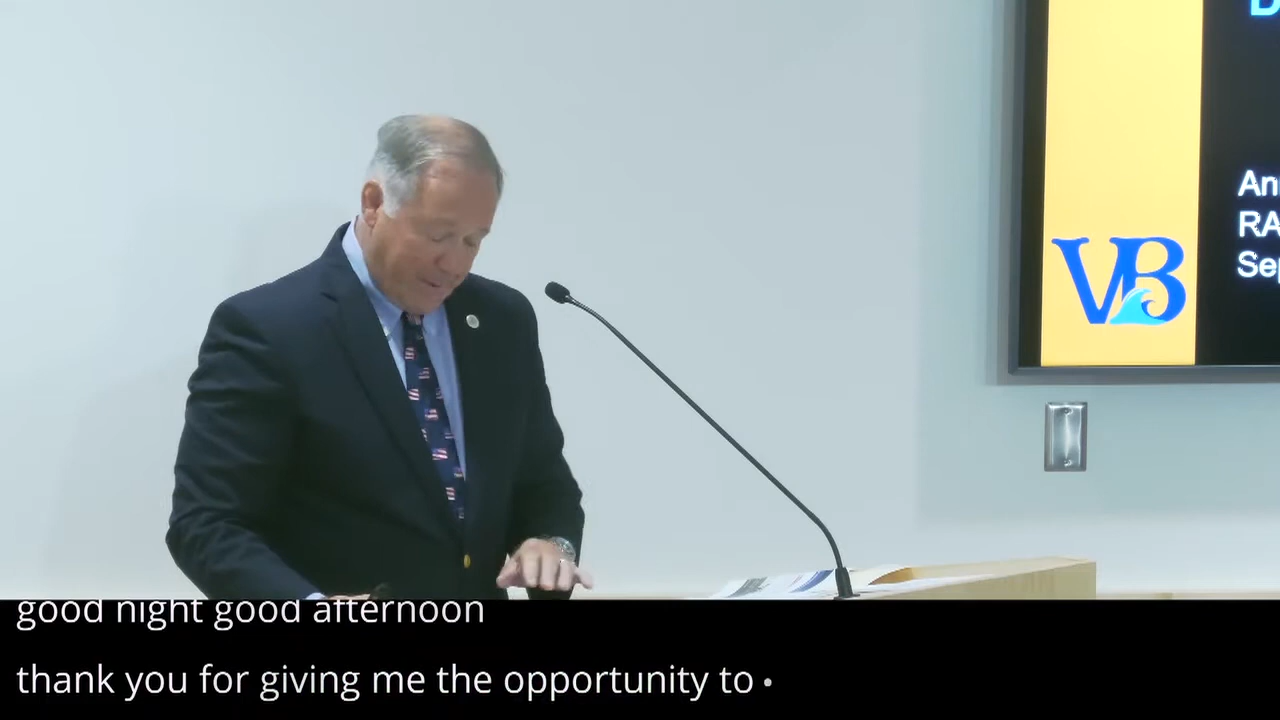 D
An
RA
Sep
VB
good night good afternoon
thank you for giving me the opportunity to •